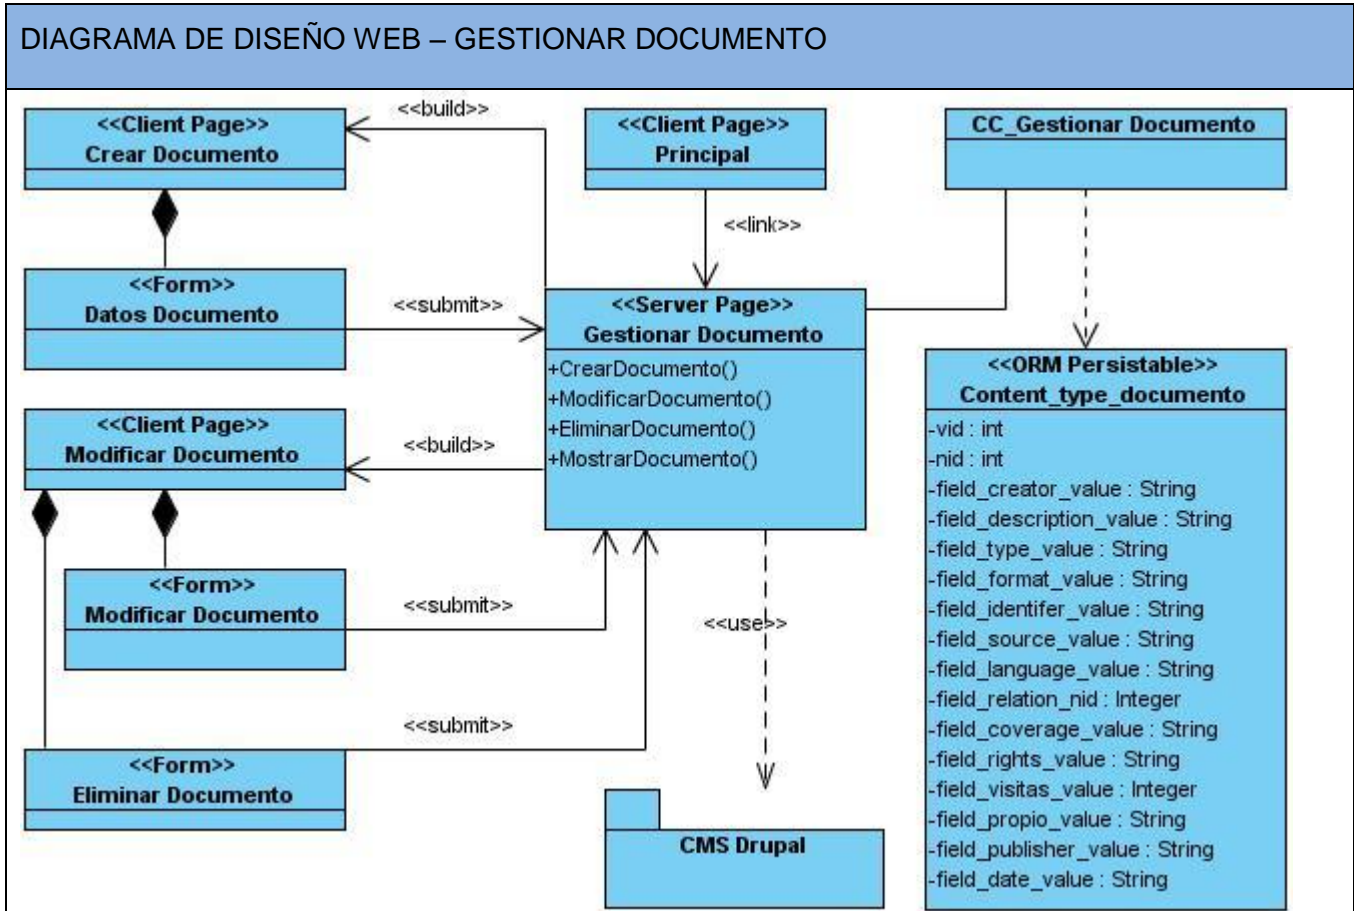 DIAGRAMA DE DISEÑO WEB – GESTIONAR DOCUMENTO
<<Client Page>>
Crear Documento
<<build>>
<<Client Page>>
Principal
CC_Gestionar Documento
<<link>>
<<Form>>
Datos Documento
<<submit>>
<<Server Page>>
Gestionar Documento
+CrearDocumento()
+ModificarDocumento()
+EliminarDocumento()
+MostrarDocumento()
<<ORM Persistable>>
Content_type_documento
-vid : int
-nid : int
-field_creator_value : String
-field_description_value : String
-field_type_value : String
-field_format_value : String
-field_identifer_value : String
-field_source_value : String
-field_language_value : String
-field_relation_nid : Integer
-field_coverage_value : String
-field_rights_value : String
-field_visitas_value : Integer
-field_propio_value : String
-field_publisher_value : String
-field_date_value : String
<<Client Page>>
Modificar Documento
<<build>>
<<Form>>
Modificar Documento
<<submit>>
<<use>>
<<submit>>
<<Form>>
Eliminar Documento
CMS Drupal